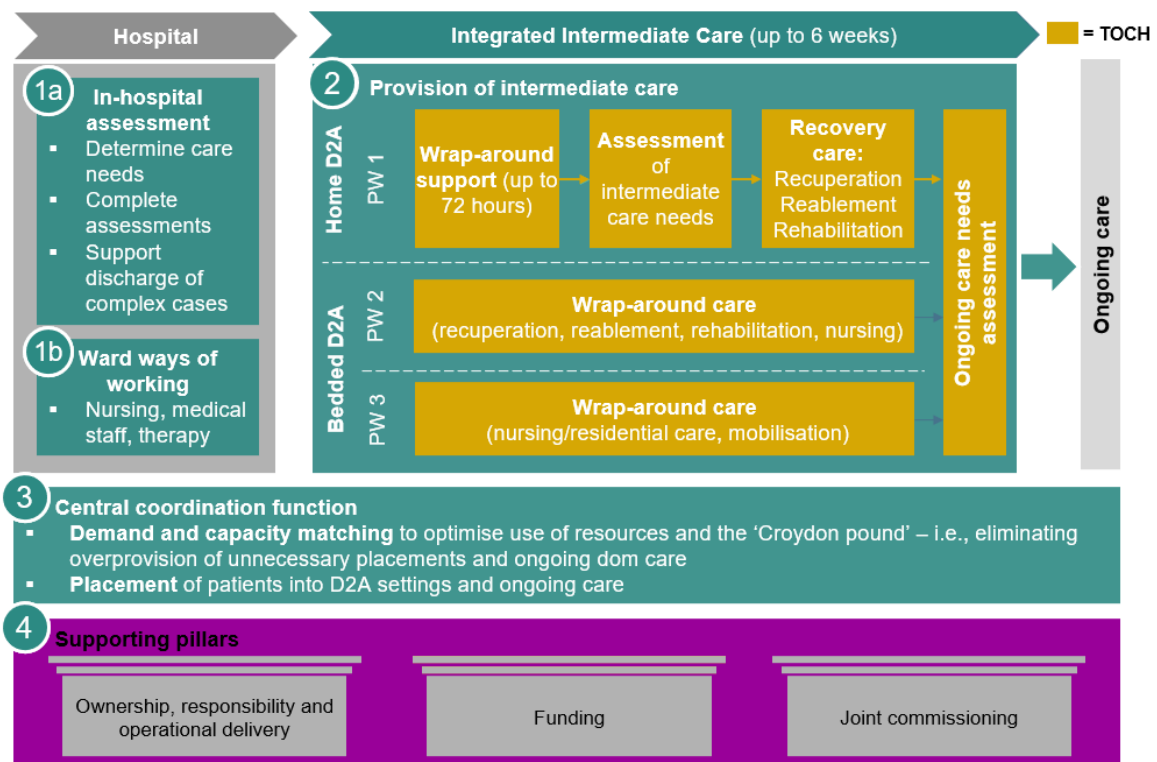 Hospital
Integrated Intermediate Care (up to 6 weeks)
= TOCH
1a
In-hospital
assessment
▪ Determine care
needs
▪ Complete
assessments
▪ Support
discharge of
complex cases
1b
Ward ways of
working
▪ Nursing, medical
staff, therapy
2
Provision of intermediate care
Home D2A
PW 1
Wrap-around
support (up to
72 hours)
Assessment
of
intermediate
care needs
Recovery
care:
Recuperation
Reablement
Rehabilitation
Bedded D2A
PW 2
Wrap-around care
(recuperation, reablement, rehabilitation, nursing)
PW 3
Wrap-around care
(nursing/residential care, mobilisation)
Ongoing care needs
assessment
Ongoing care
3
Central coordination function
▪ Demand and capacity matching to optimise use of resources and the ‘Croydon pound’ – i.e., eliminating
overprovision of unnecessary placements and ongoing dom care
▪ Placement of patients into D2A settings and ongoing care
4
Supporting pillars
Ownership, responsibility and
operational delivery
Funding
Joint commissioning